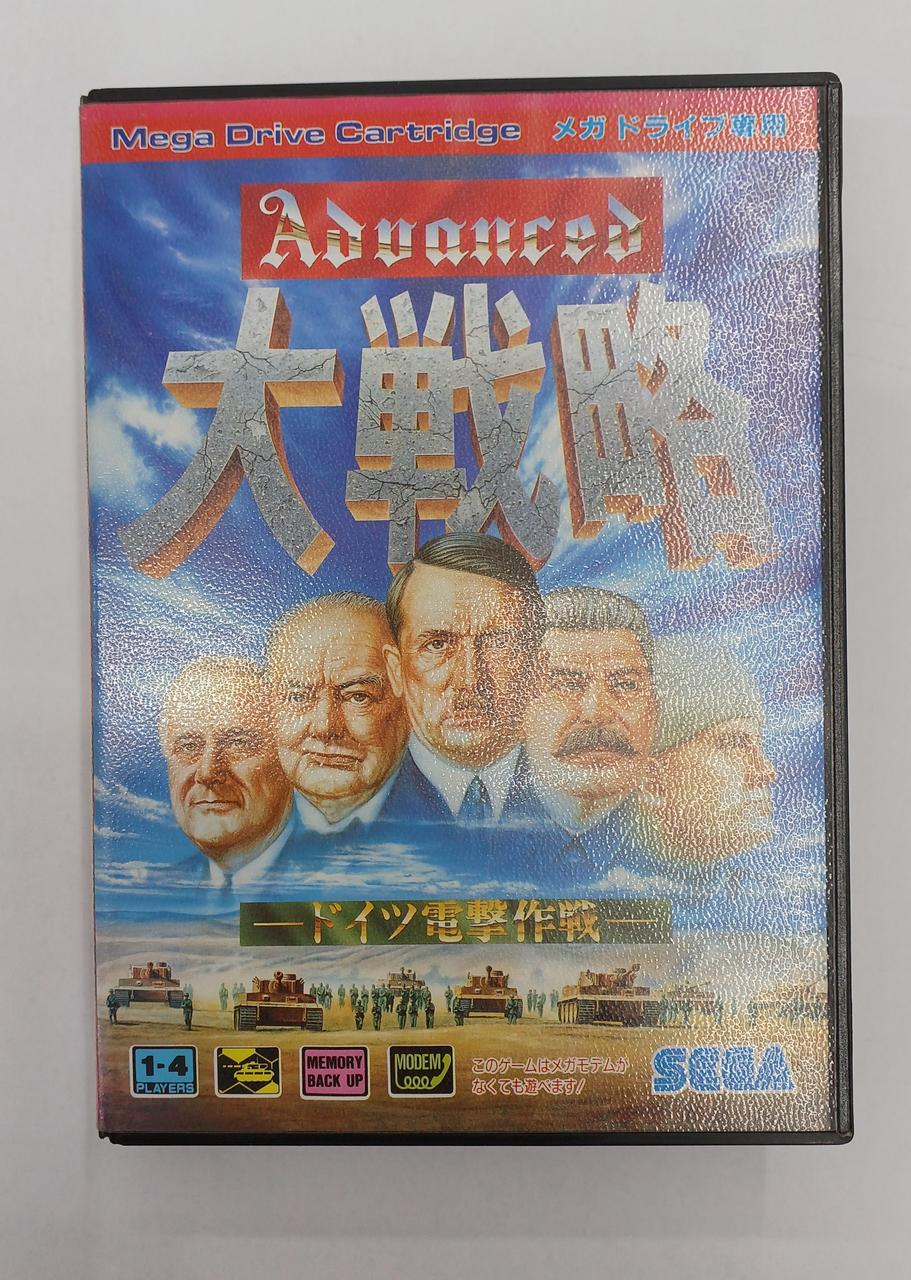 Mega Drive Cartridge メガドライブ専用
Advanced
大戦略
ードイツ電撃作戦ー
1-4
PLAYERS
MEMORY
BACK UP
MODEM
このゲームはメガモデムが
なくても遊べます!
SEGA